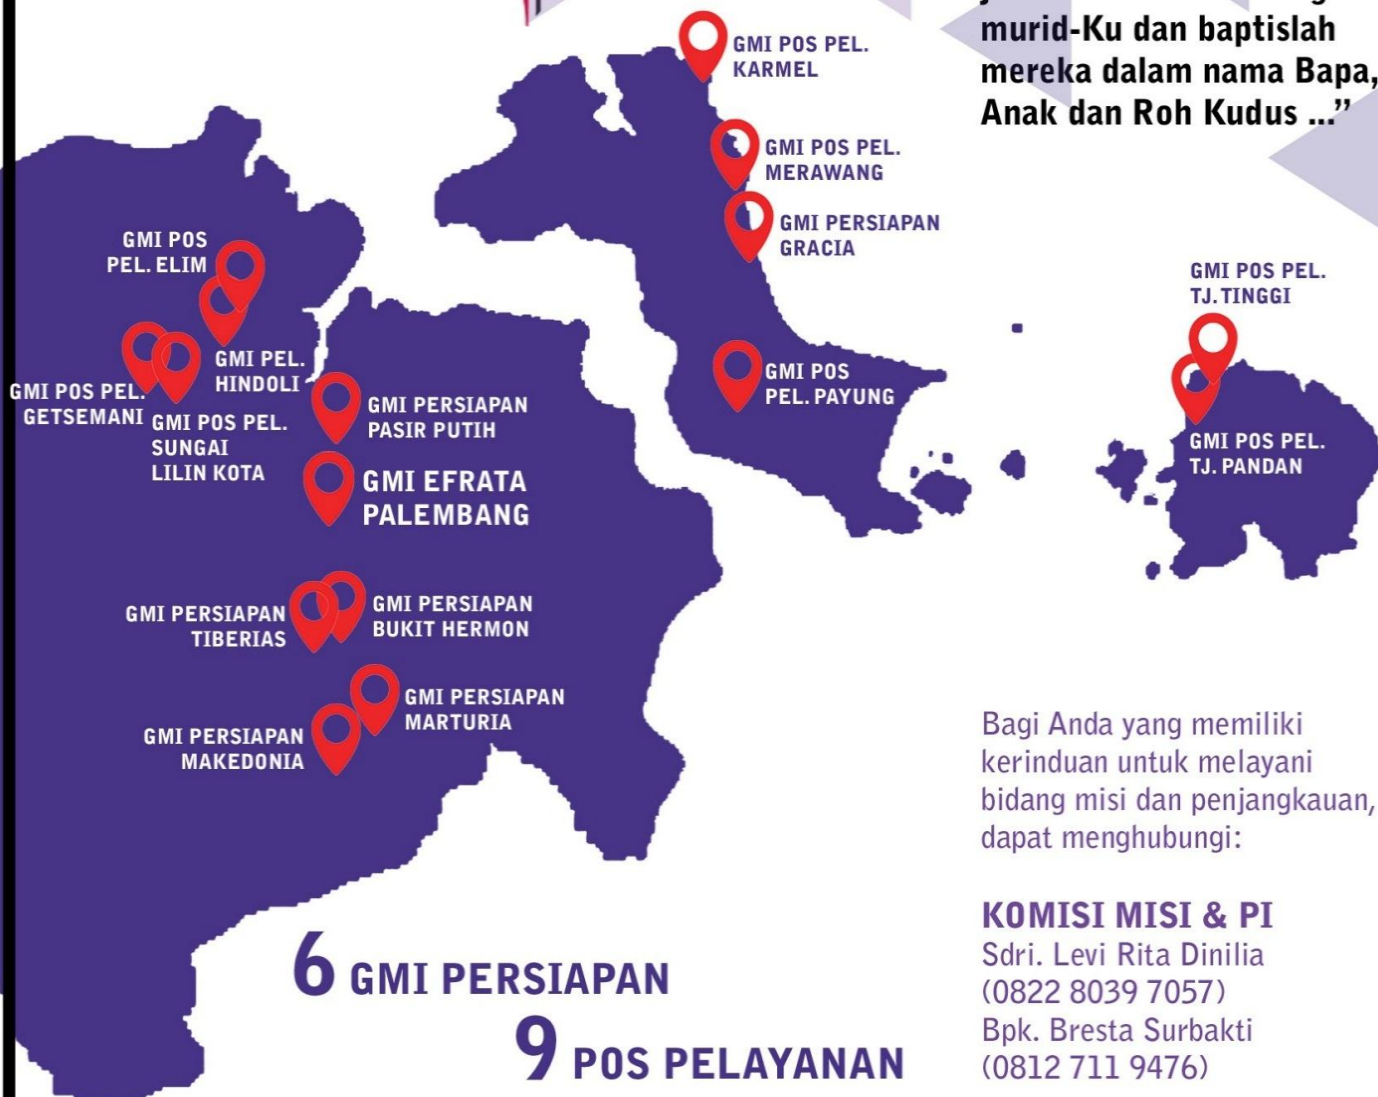 murid-Ku dan baptislah
mereka dalam nama Bapa,
Anak dan Roh Kudus ...”
GMI POS PEL.
KARMEL
GMI POS PEL.
MERAWANG
GMI PERSIAPAN
GRACIA
GMI POS
PEL. PAYUNG
GMI POS PEL.
TJ. TINGGI
GMI POS PEL.
TJ. PANDAN
GMI POS
PEL. ELIM
GMI PEL.
HINDOLI
GMI POS PEL.
GETSEMANI
GMI POS PEL.
SUNGAI
LILIN KOTA
GMI PERSIAPAN
PASIR PUTIH
GMI EFRATA
PALEMBANG
GMI PERSIAPAN
TIBERIAS
GMI PERSIAPAN
BUKIT HERMON
GMI PERSIAPAN
MARTURIA
GMI PERSIAPAN
MAKEDONIA
6 GMI PERSIAPAN
9 POS PELAYANAN
Bagi Anda yang memiliki
kerinduan untuk melayani
bidang misi dan penjangkauan,
dapat menghubungi:
KOMISI MISI & PI
Sdri. Levi Rita Dinilia
(0822 8039 7057)
Bpk. Bresta Surbakti
(0812 711 9476)